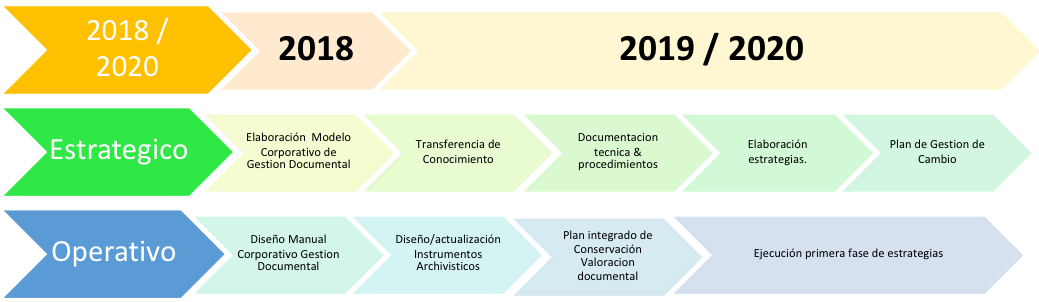 2018 /
2020
2018
2019 / 2020
Estrategico
Elaboración Modelo
Corporativo de
Gestion Documental
Transferencia de
Conocimiento
Documentacion
tecnica &
procedimientos
Elaboración
estrategias.
Plan de Gestion de
Cambio
Operativo
Diseño Manual
Corporativo Gestion
Documental
Diseño/actualización
Instrumentos
Archivisticos
Plan integrado de
Conservación
Valoracion
documental
Ejecución primera fase de estrategias